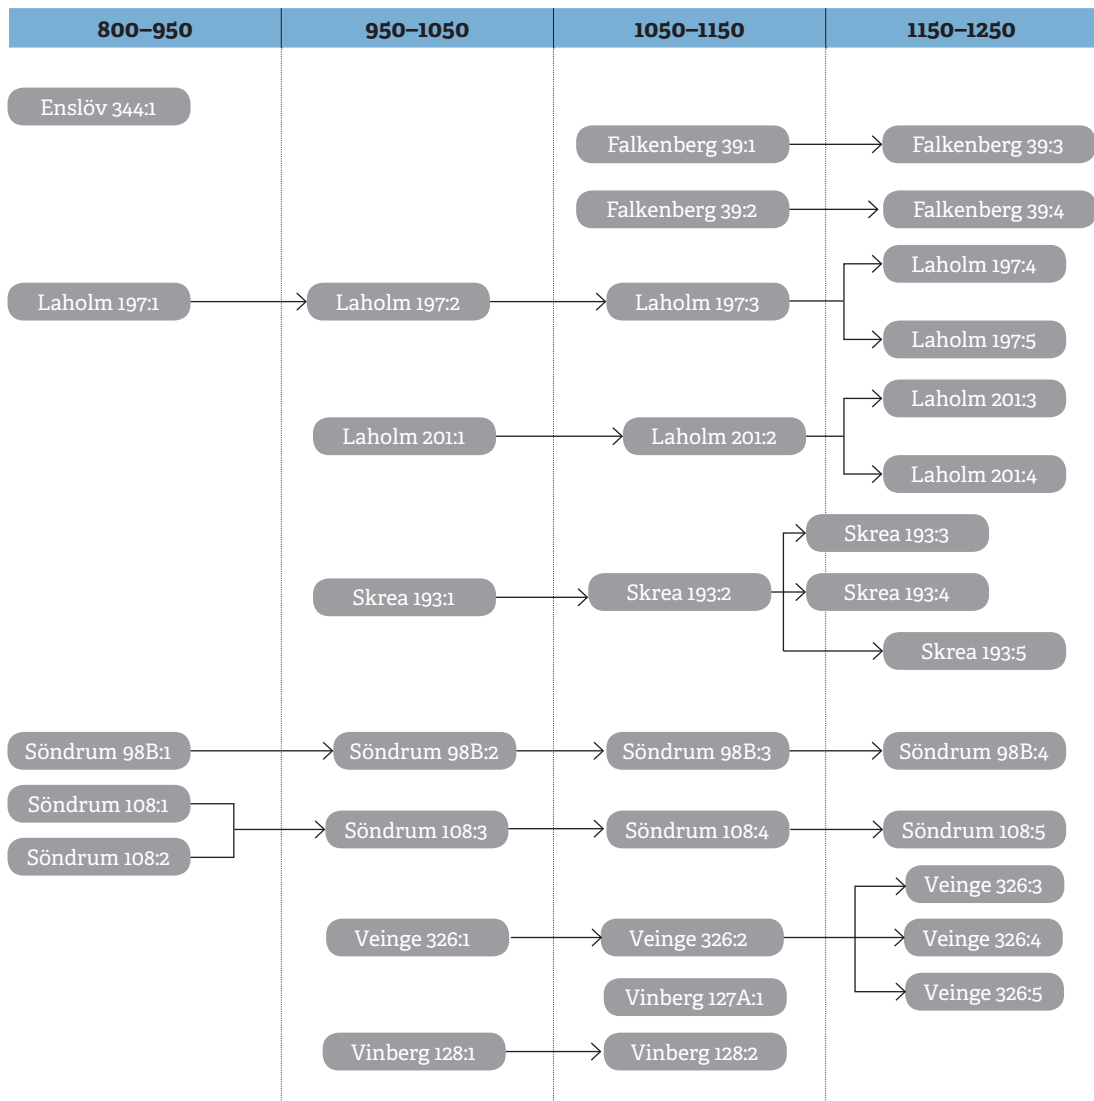 800–950 950–1050 1050–1150 1150–1250
Enslöv 344:1
Falkenberg 39:1 Falkenberg 39:3
Falkenberg 39:2 Falkenberg 39:4
Laholm 197:4
Laholm 197:1 Laholm 197:2 Laholm 197:3
Laholm 197:5
Laholm 201:3
Laholm 201:1 Laholm 201:2
Laholm 201:4
Skrea 193:3
Skrea 193:1 Skrea 193:2 Skrea 193:4
Skrea 193:5
Söndrum 98B:1 Söndrum 98B:2 Söndrum 98B:3 Söndrum 98B:4
Söndrum 108:1
Söndrum 108:3 Söndrum 108:4 Söndrum 108:5
Söndrum 108:2
Veinge 326:3
Veinge 326:1 Veinge 326:2 Veinge 326:4
Veinge 326:5
Vinberg 127A:1
Vinberg 128:1 Vinberg 128:2